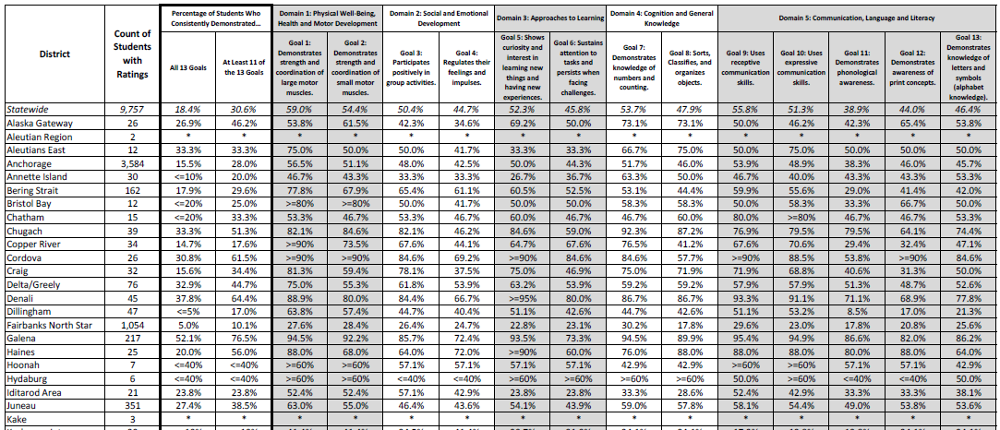 Percentage of Students Who Consistently Demonstrated... Domain 1: Physical Well-Being, Health and Motor Development Domain 2: Social and Emotional Development Domain 3: Approaches to Learning Domain 4: Cognition and General Knowledge Domain 5: Communication, Language and Literacy
District Count of Students with Ratings All 13 Goals At Least 11 of the 13 Goals Goal 1: Demonstrates strength and coordination of large motor muscles. Goal 2: Demonstrates strength and coordination of small motor muscles. Goal 3: Participates positively in group activities. Goal 4: Regulates their feelings and impulses. Goal 5: Shows curiosity and interest in learning new things and having new experiences. Goal 6: Sustains attention to tasks and persists when facing challenges. Goal 7: Demonstrates knowledge of numbers and counting. Goal 8: Sorts, Classifies, and organizes objects. Goal 9: Uses receptive communication skills. Goal 10: Uses expressive communication skills. Goal 11: Demonstrates phonological awareness. Goal 12: Demonstrates awareness of print concepts. Goal 13: Demonstrates knowledge of letters and symbols (alphabet knowledge).
Statewide 9,757 18.4% 30.6% 59.0% 54.4% 50.4% 44.7% 52.3% 45.8% 53.7% 47.9% 55.8% 51.3% 38.9% 44.0% 46.4%
Alaska Gateway 26 26.9% 46.2% 53.8% 61.5% 42.3% 34.6% 69.2% 50.0% 73.1% 73.1% 50.0% 46.2% 42.3% 65.4% 53.8%
Aleutian Region 2 * * * * * * * * * * * * * * *
Aleutians East 12 33.3% 33.3% 75.0% 50.0% 50.0% 41.7% 33.3% 33.3% 66.7% 75.0% 50.0% 75.0% 50.0% 50.0% 50.0%
Anchorage 3,584 15.5% 28.0% 56.5% 51.1% 48.0% 42.5% 50.0% 44.3% 51.7% 46.0% 53.9% 48.9% 38.3% 46.0% 45.7%
Annette Island 30 <=10% 20.0% 46.7% 43.3% 33.3% 33.3% 26.7% 36.7% 63.3% 50.0% 46.7% 40.0% 43.3% 33.3% 53.3%
Bering Strait 162 17.9% 29.6% 77.8% 67.9% 65.4% 61.1% 60.5% 52.5% 54.9% 44.4% 59.9% 55.6% 29.0% 41.4% 42.0%
Bristol Bay 12 <=20% 25.0% >=80% >=80% 50.0% 41.7% 50.0% 41.7% 58.3% 58.3% 50.0% 58.3% 33.3% 66.7% 50.0%
Chatham 15 <=20% 33.3% 53.3% 46.7% 53.3% 46.7% 60.0% 46.7% 46.7% 60.0% 80.0% >=80% 46.7% 46.7% 53.3%
Chugach 39 33.3% 51.3% 82.1% 84.6% 82.1% 46.2% 84.6% 59.0% 92.3% 87.2% 76.9% 79.5% 79.5% 64.1% 74.4%
Copper River 34 14.7% 17.6% >=90% 73.5% 67.6% 44.1% 64.7% 67.6% 76.5% 41.2% 67.6% 70.6% 29.4% 32.4% 47.1%
Cordova 26 30.8% 61.5% >=90% >=90% 84.6% 69.2% >=90% >=90% 84.6% 57.7% >=90% 88.5% 53.8% >=90% 84.6%
Craig 32 15.6% 34.4% 81.3% 59.4% 78.1% 37.5% 75.0% 46.9% 75.0% 71.9% 71.9% 68.8% 40.6% 31.3% 50.0%
Delta/Greely 76 32.9% 44.7% 75.0% 55.3% 61.8% 53.9% 63.2% 53.9% 59.2% 59.2% 57.9% 57.9% 51.3% 48.7% 52.6%
Denali 45 37.8% 64.4% 88.9% 80.0% 84.4% 66.7% >=95% 80.0% 86.7% 86.7% 93.3% 91.1% 71.1% 68.9% 77.8%
Dillingham 47 <=5% 17.0% 63.8% 57.4% 44.7% 40.4% 51.1% 42.6% 44.7% 42.6% 51.1% 53.2% 8.5% 17.0% 21.3%
Fairbanks North Star 1,054 5.0% 10.1% 27.6% 28.4% 26.4% 24.7% 22.8% 23.1% 30.2% 17.8% 29.6% 23.0% 17.8% 20.8% 25.6%
Galena 217 52.1% 76.5% 94.5% 92.2% 85.7% 72.4% 93.5% 73.3% 94.5% 89.9% 95.4% 94.9% 86.6% 82.0% 86.2%
Haines 25 20.0% 56.0% 88.0% 68.0% 64.0% 72.0% >=90% 60.0% 76.0% 88.0% 88.0% 88.0% 80.0% 88.0% 64.0%
Hoonah 7 <=40% <=40% >=60% >=60% 57.1% 57.1% 57.1% 57.1% 42.9% 42.9% >=60% >=60% 57.1% 57.1% 42.9%
Hydaburg 6 <=40% <=40% >=60% >=60% <=40% <=40% >=60% >=60% >=60% >=60% 50.0% >=60% <=40% <=40% 50.0%
Iditarod Area 21 23.8% 23.8% 52.4% 52.4% 57.1% 42.9% 23.8% 23.8% 33.3% 28.6% 52.4% 42.9% 33.3% 33.3% 38.1%
Juneau 351 27.4% 38.5% 63.0% 55.0% 46.4% 43.6% 54.1% 43.9% 59.0% 57.8% 58.1% 54.4% 49.0% 53.8% 53.6%
Kake 3 * * * * * * * * * * * * * * *